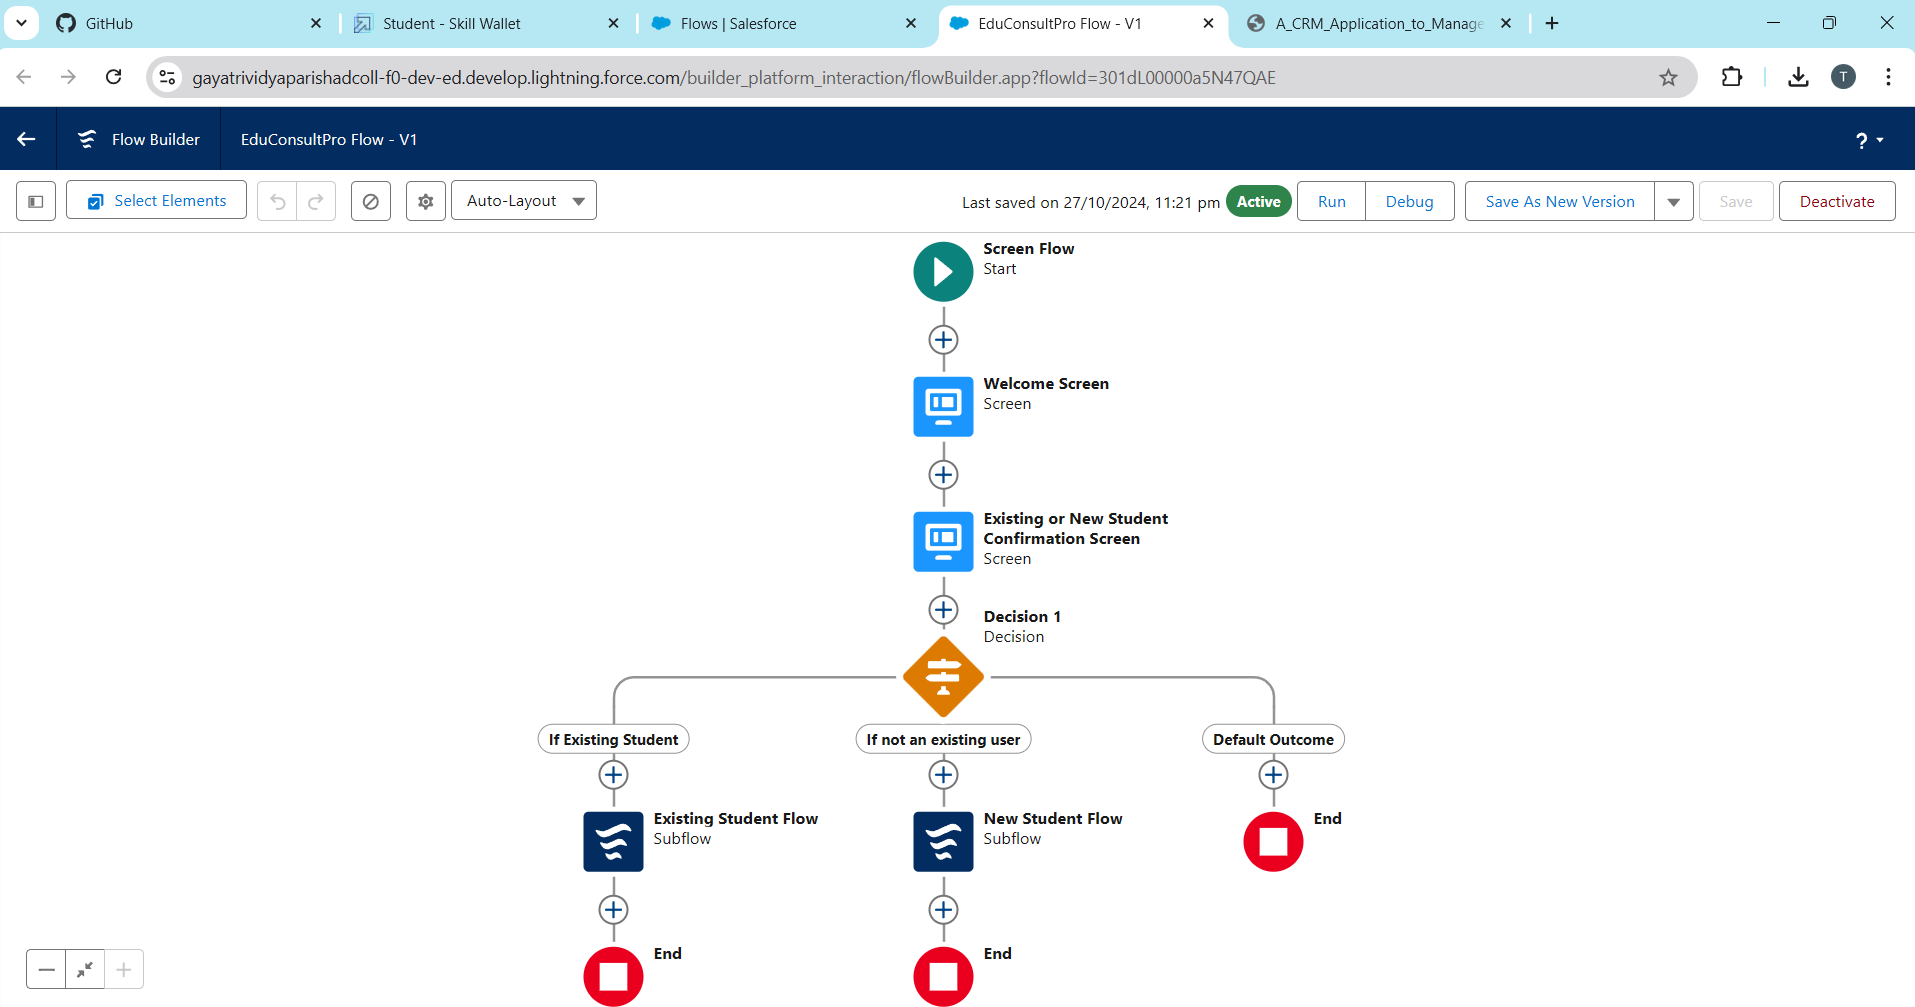 GitHub
Student - Skill Wallet
Flows | Salesforce
EduConsultPro Flow - V1
A_CRM_Application_to_Manage
gayatrividyaparishadcoll-f0-dev-ed.develop.lightning.force.com/builder_platform_interaction/flowBuilder.app?flowId=301dL00000a5N47QAE
T
Flow Builder
EduConsultPro Flow - V1
?
Select Elements
Auto-Layout
Last saved on 27/10/2024, 11:21 pm
Active
Run
Debug
Save As New Version
Save
Deactivate
Screen Flow
Start
Welcome Screen
Screen
Existing or New Student
Confirmation Screen
Screen
Decision 1
Decision
If Existing Student
If not an existing user
Default Outcome
Existing Student Flow
Subflow
New Student Flow
Subflow
End
End
End